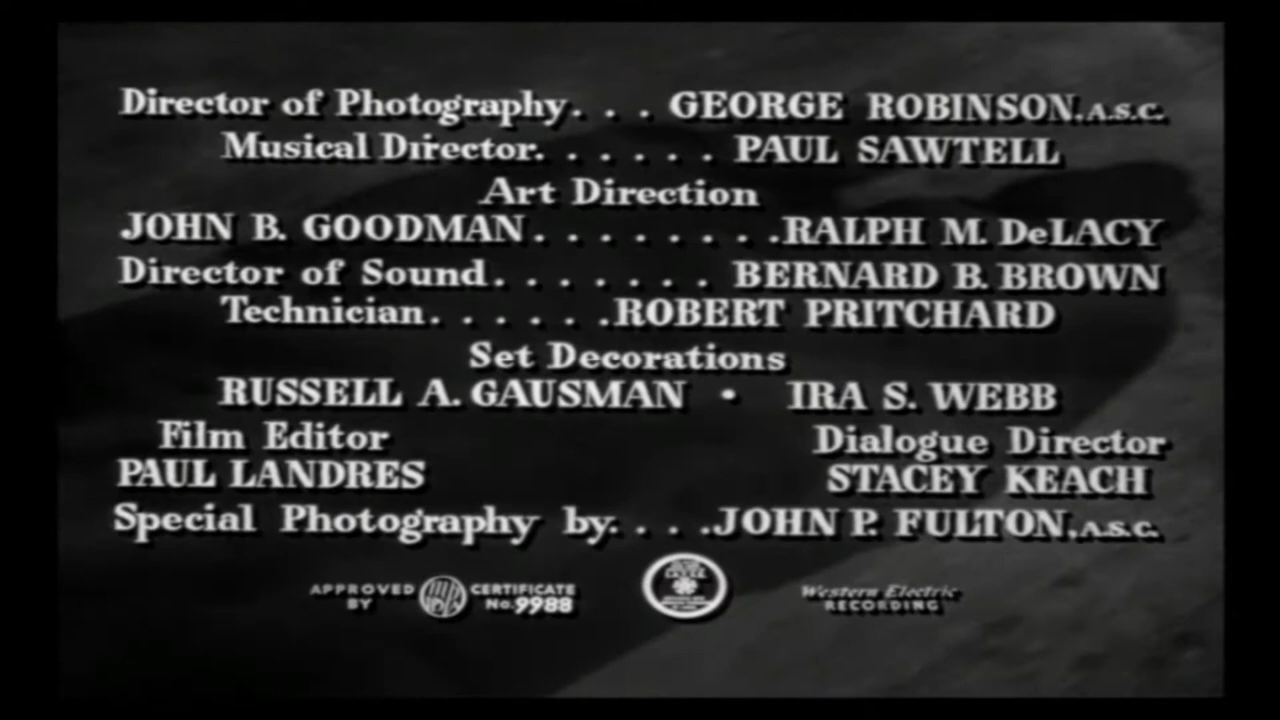 Director of Photography. . . GEORGE ROBINSON, A.S.C.
Musical Director. . . . . . PAUL SAWTELL
Art Direction
JOHN B. GOODMAN . . . . . . . . .RALPH M. DeLACY
Director of Sound. . . . . . . BERNARD B. BROWN
Technician. . . . . . .ROBERT PRITCHARD
Set Decorations
RUSSELL A. GAUSMAN • IRA S. WEBB
Film Editor Dialogue Director
PAUL LANDRES STACEY KEACH
Special Photography by. . . .JOHN P. FULTON, A.S.C.
APPROVED BY CERTIFICATE No. 9988
Western Electric
RECORDING